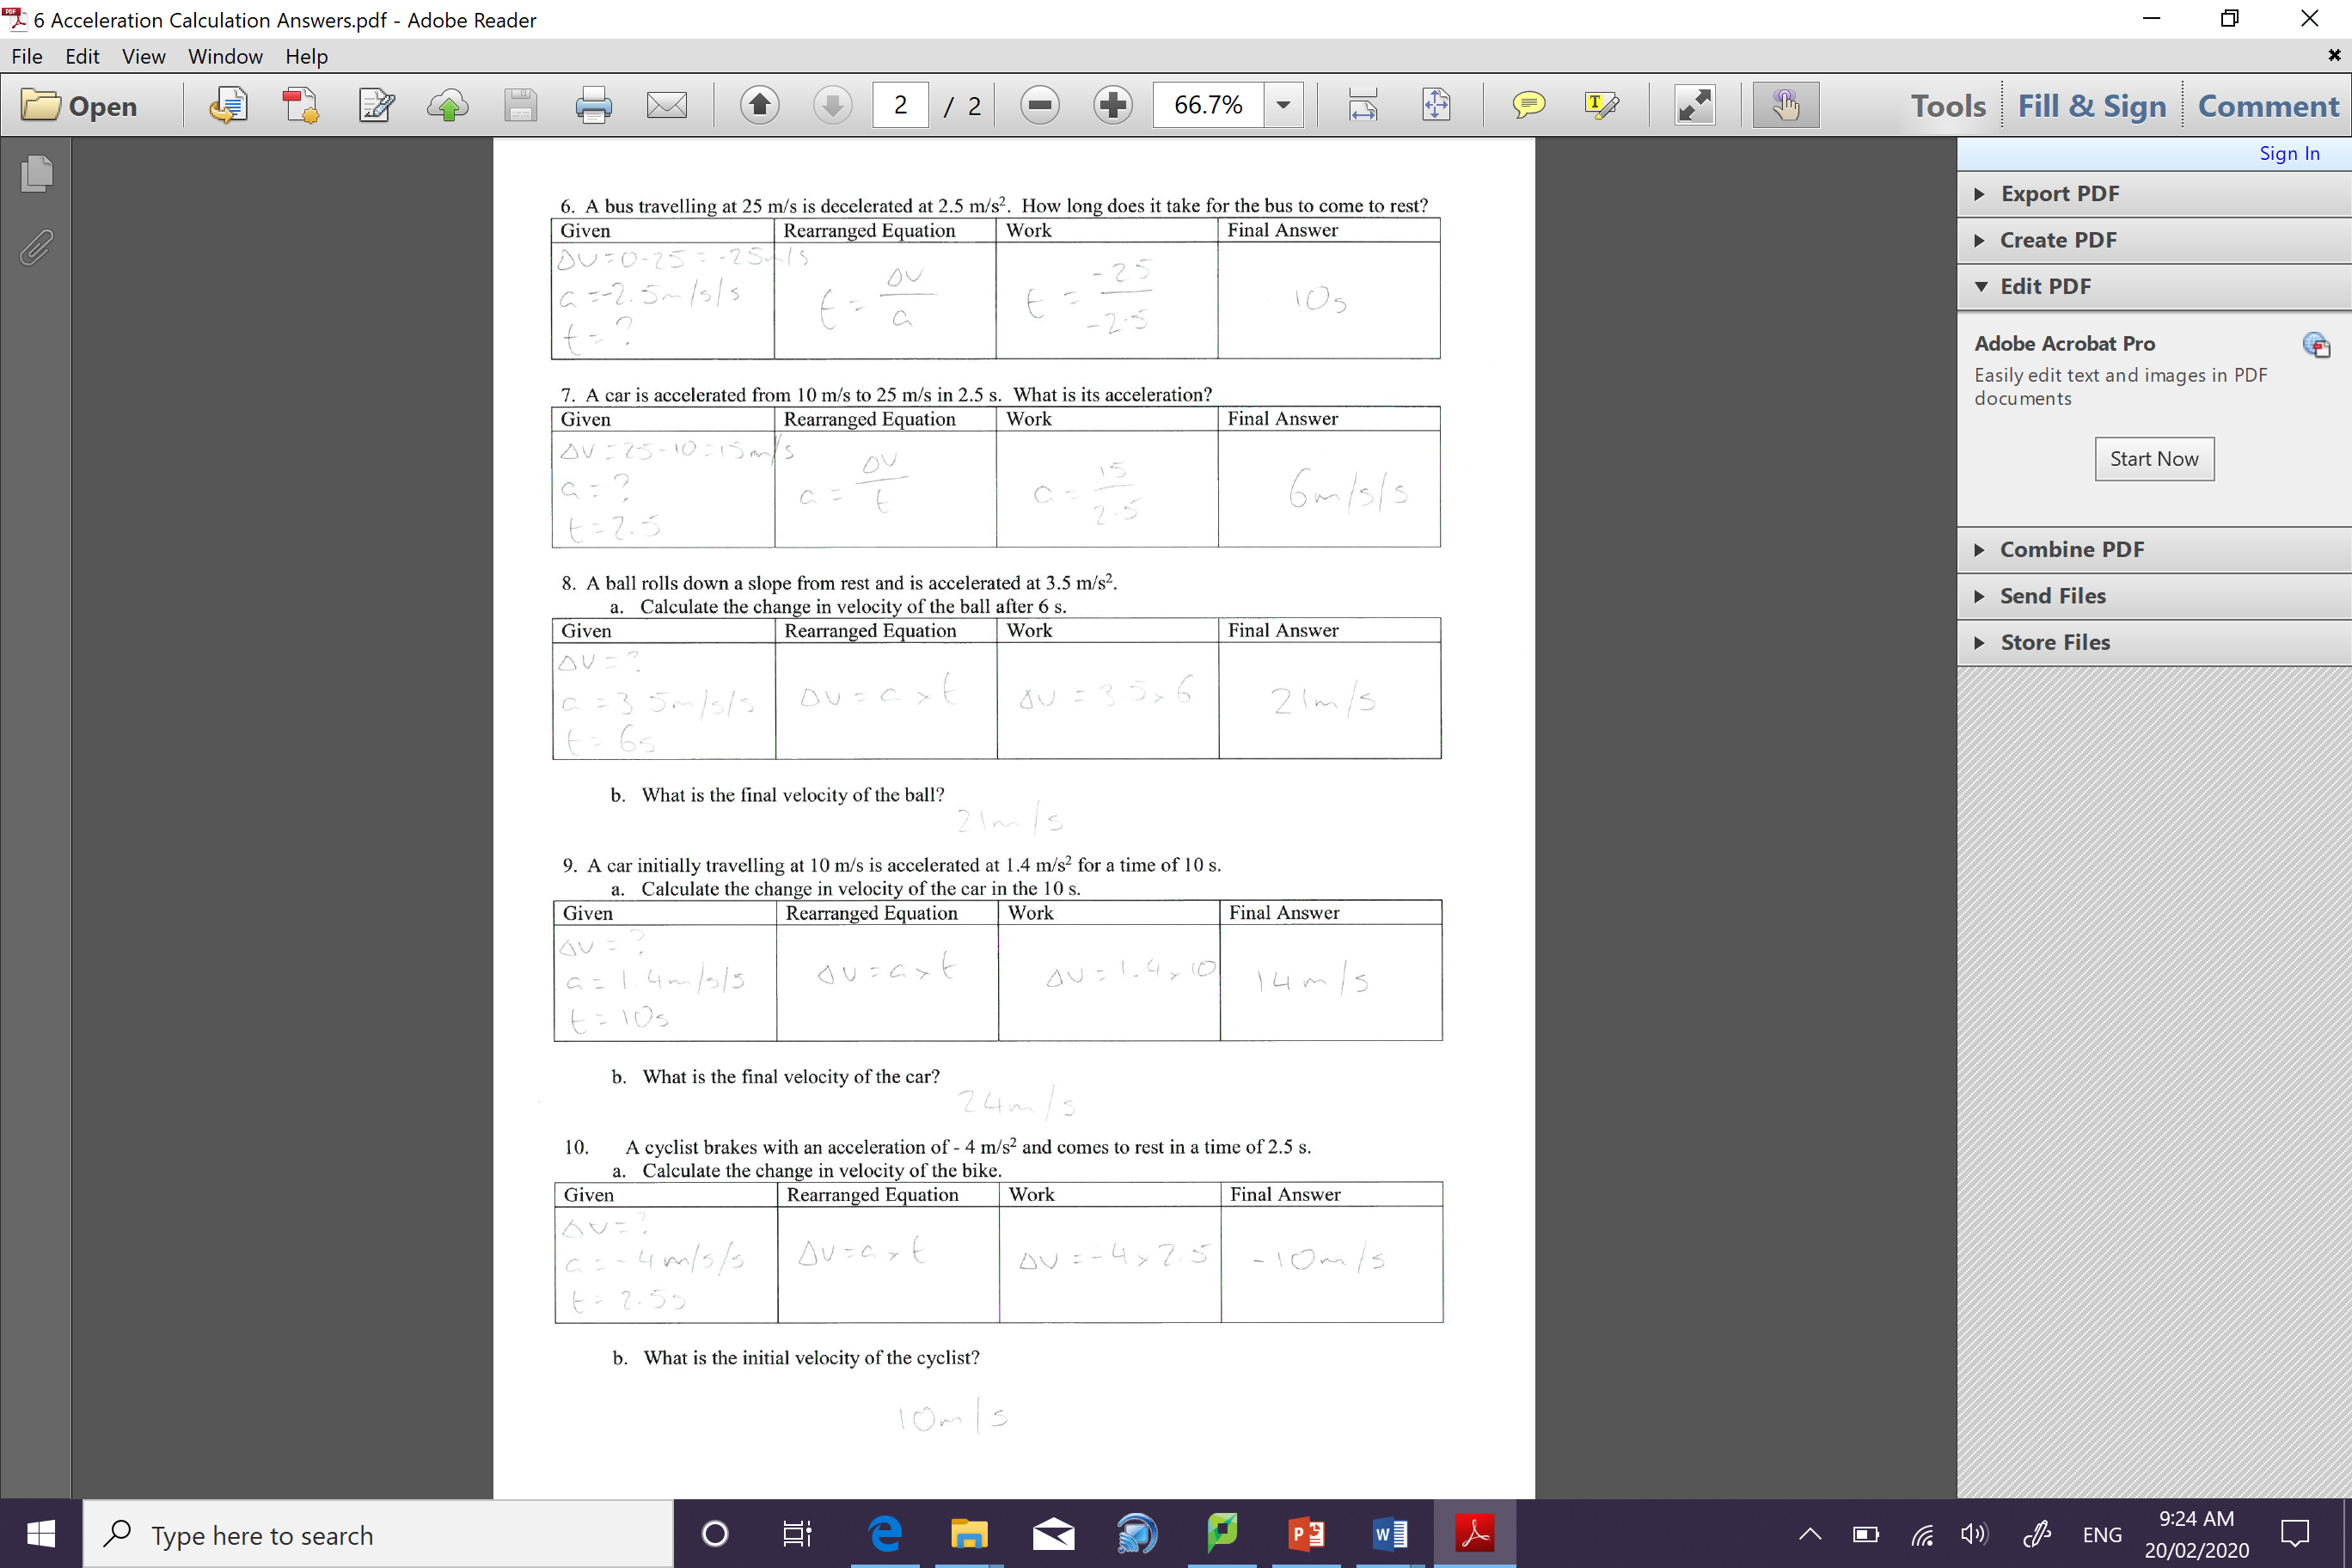 6 Acceleration Calculation Answers.pdf - Adobe Reader
File Edit View Window Help
Open 2 / 2 66.7% Tools Fill & Sign Comment
Sign In
Export PDF
Create PDF
Edit PDF
Adobe Acrobat Pro
Easily edit text and images in PDF
documents
Start Now
Combine PDF
Send Files
Store Files
6. A bus travelling at 25 m/s is decelerated at 2.5 m/s². How long does it take for the bus to come to rest?
Given Rearranged Equation Work Final Answer
ΔV=0-25=-25m/s
a=-2.5m/s/s
t=?
t=ΔV/a
t=-25/-2.5
10s
7. A car is accelerated from 10 m/s to 25 m/s in 2.5 s. What is its acceleration?
Given Rearranged Equation Work Final Answer
ΔV=25-10=15m/s
a=?
t=2.5
a=ΔV/t
a=15/2.5
6m/s/s
8. A ball rolls down a slope from rest and is accelerated at 3.5 m/s².
a. Calculate the change in velocity of the ball after 6 s.
Given Rearranged Equation Work Final Answer
ΔV=?
a=3.5m/s/s
t=6s
ΔV=a×t
ΔV=3.5×6
21m/s
b. What is the final velocity of the ball?
21m/s
9. A car initially travelling at 10 m/s is accelerated at 1.4 m/s² for a time of 10 s.
a. Calculate the change in velocity of the car in the 10 s.
Given Rearranged Equation Work Final Answer
ΔV=?
a=1.4m/s/s
t=10s
ΔV=a×t
ΔV=1.4×10
14m/s
b. What is the final velocity of the car?
24m/s
10. A cyclist brakes with an acceleration of - 4 m/s² and comes to rest in a time of 2.5 s.
a. Calculate the change in velocity of the bike.
Given Rearranged Equation Work Final Answer
ΔV=?
a=-4m/s/s
t=2.5s
ΔV=a×t
ΔV=-4×2.5
-10m/s
b. What is the initial velocity of the cyclist?
10m/s
Type here to search
ENG
9:24 AM
20/02/2020